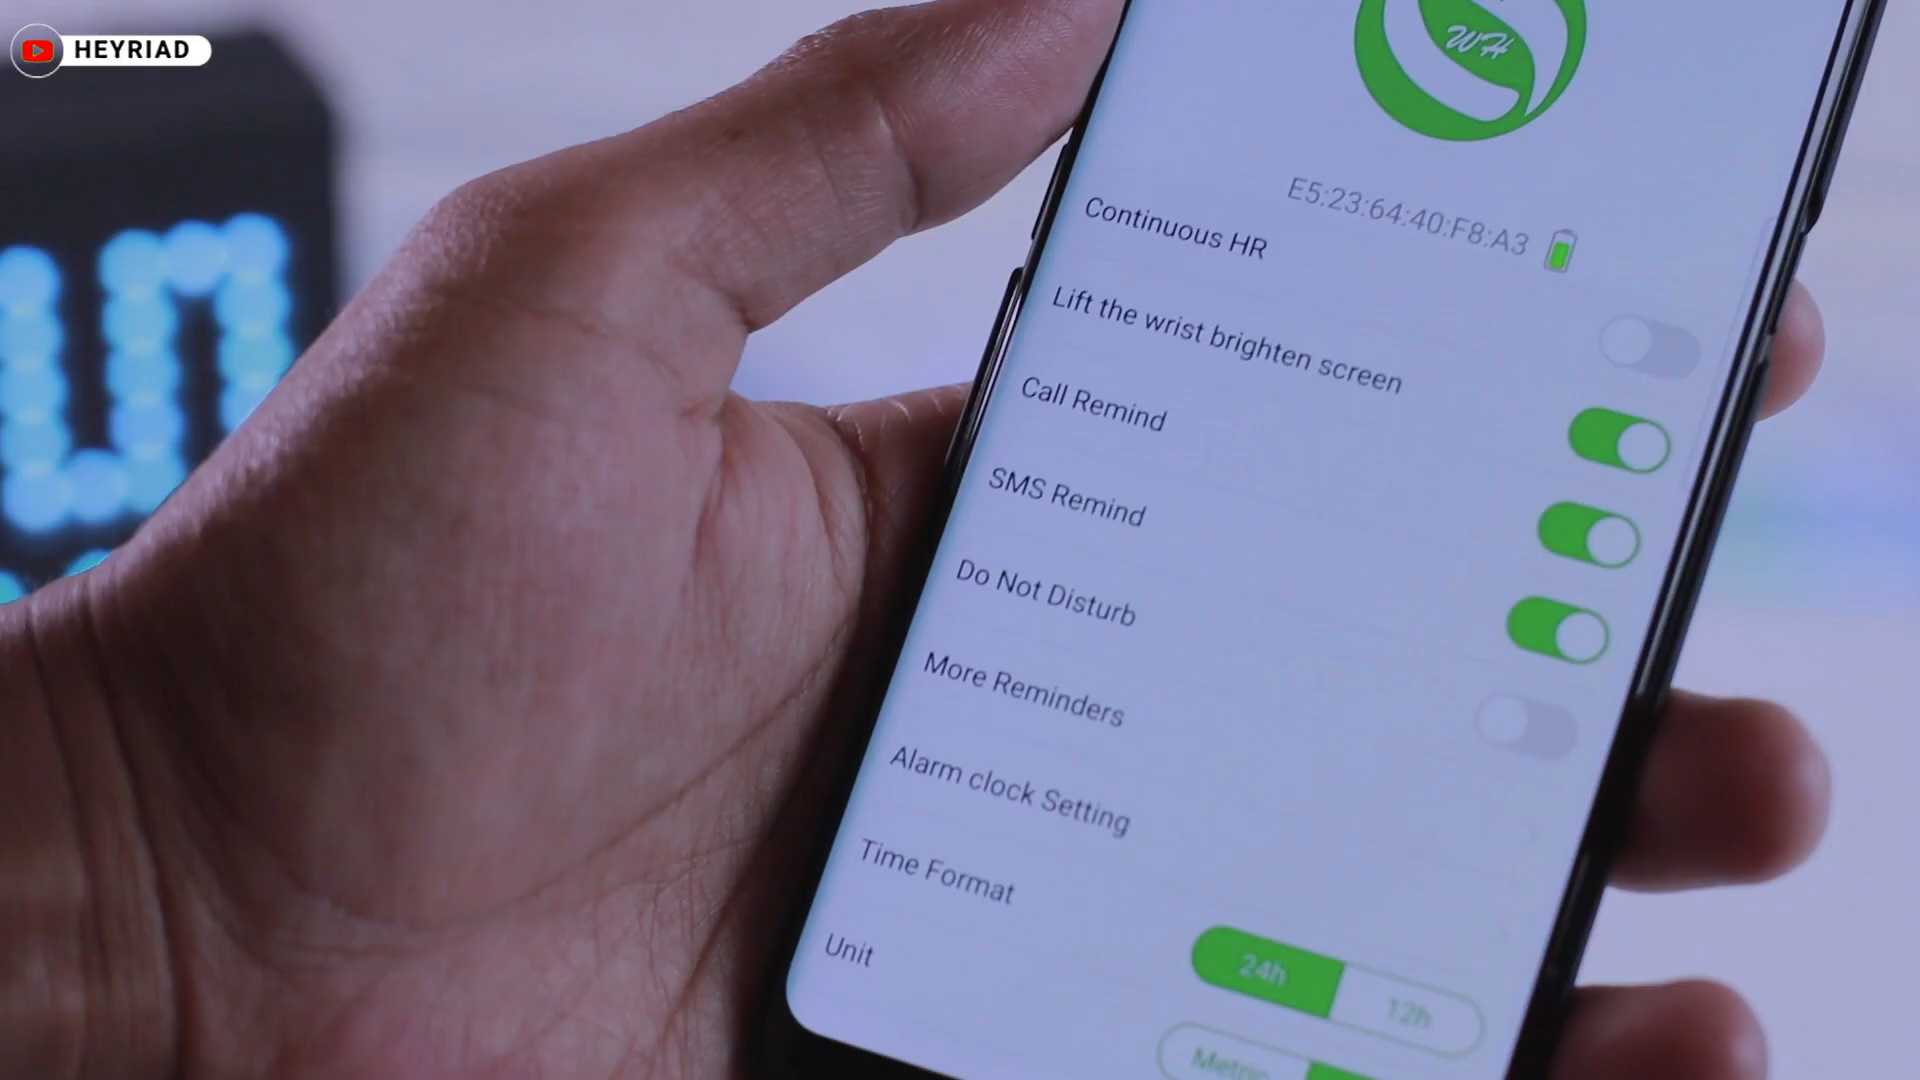 HEYRIAD
WH
E5:23:64:40:F8:A3
Continuous HR
Lift the wrist brighten screen
Call Remind
SMS Remind
Do Not Disturb
More Reminders
Alarm clock Setting
Time Format
24h 12h
Unit
Metric